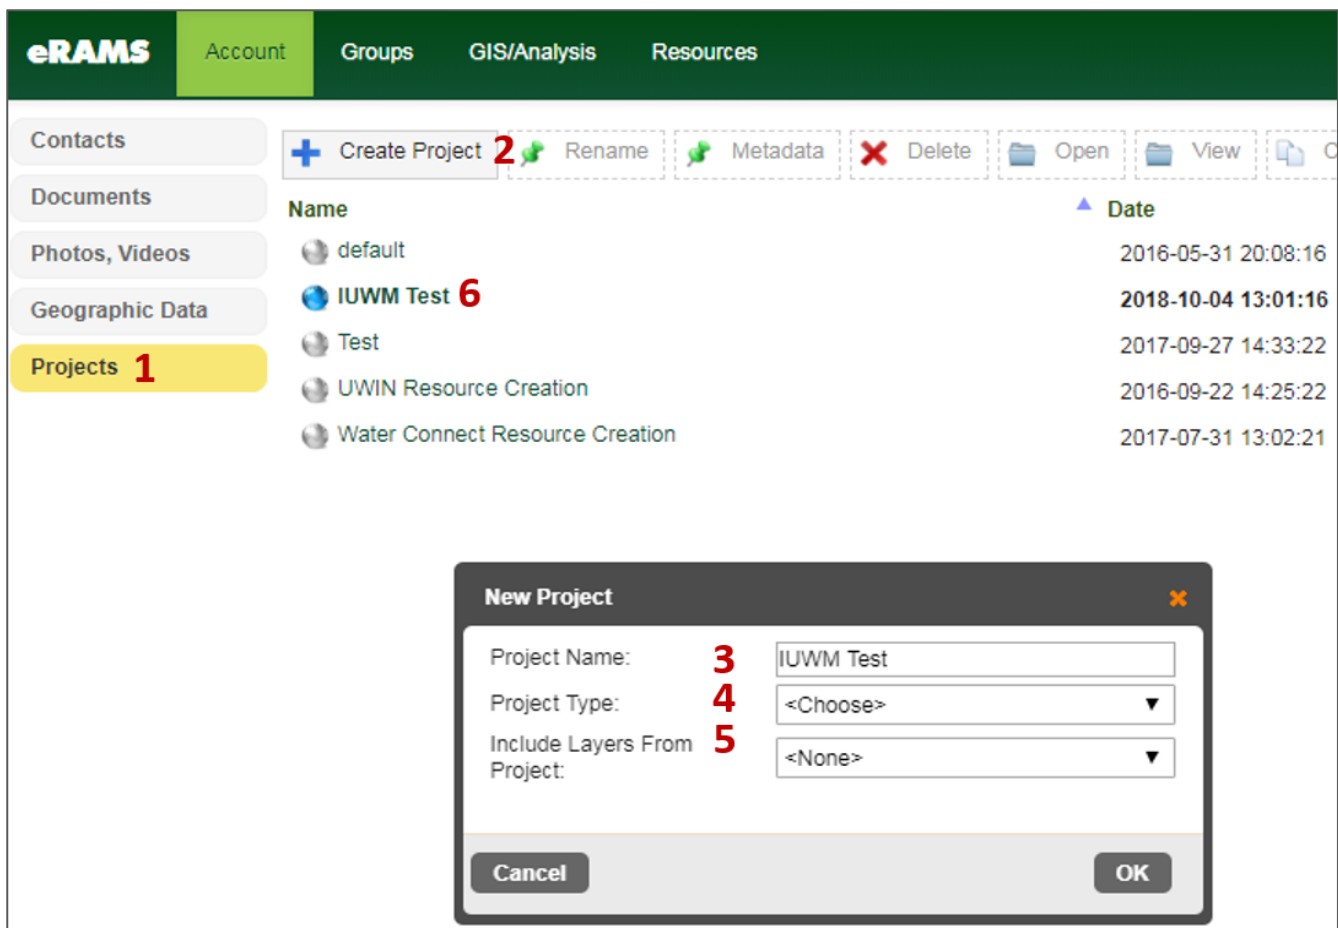 eRAMS Account Groups GIS/Analysis Resources
Contacts
Documents
Photos, Videos
Geographic Data
Projects 1
Create Project 2 Rename Metadata Delete Open View
Name Date
default 2016-05-31 20:08:16
IUWM Test 6 2018-10-04 13:01:16
Test 2017-09-27 14:33:22
UWIN Resource Creation 2016-09-22 14:25:22
Water Connect Resource Creation 2017-07-31 13:02:21
New Project
Project Name: 3 IUWM Test
Project Type: 4 <Choose>
Include Layers From 5 <None>
Project:
Cancel OK